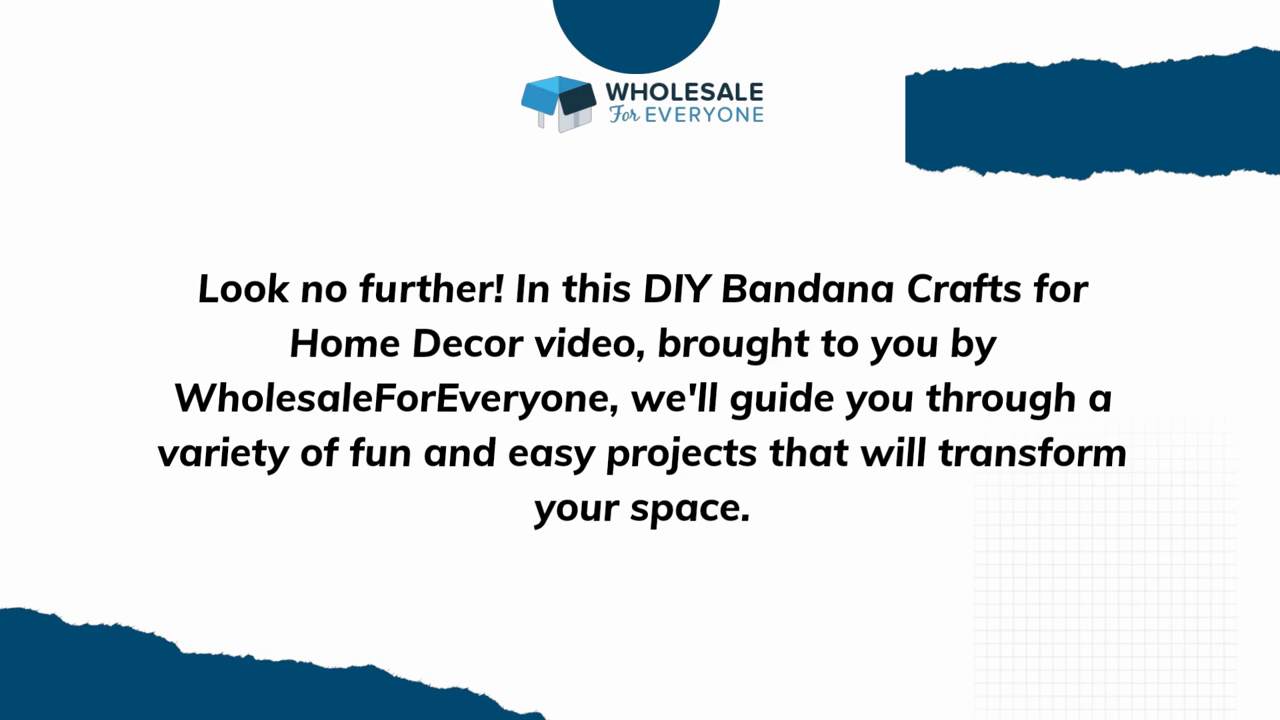 WHOLESALE
For EVERYONE
Look no further! In this DIY Bandana Crafts for
Home Decor video, brought to you by
WholesaleForEveryone, we'll guide you through a
variety of fun and easy projects that will transform
your space.